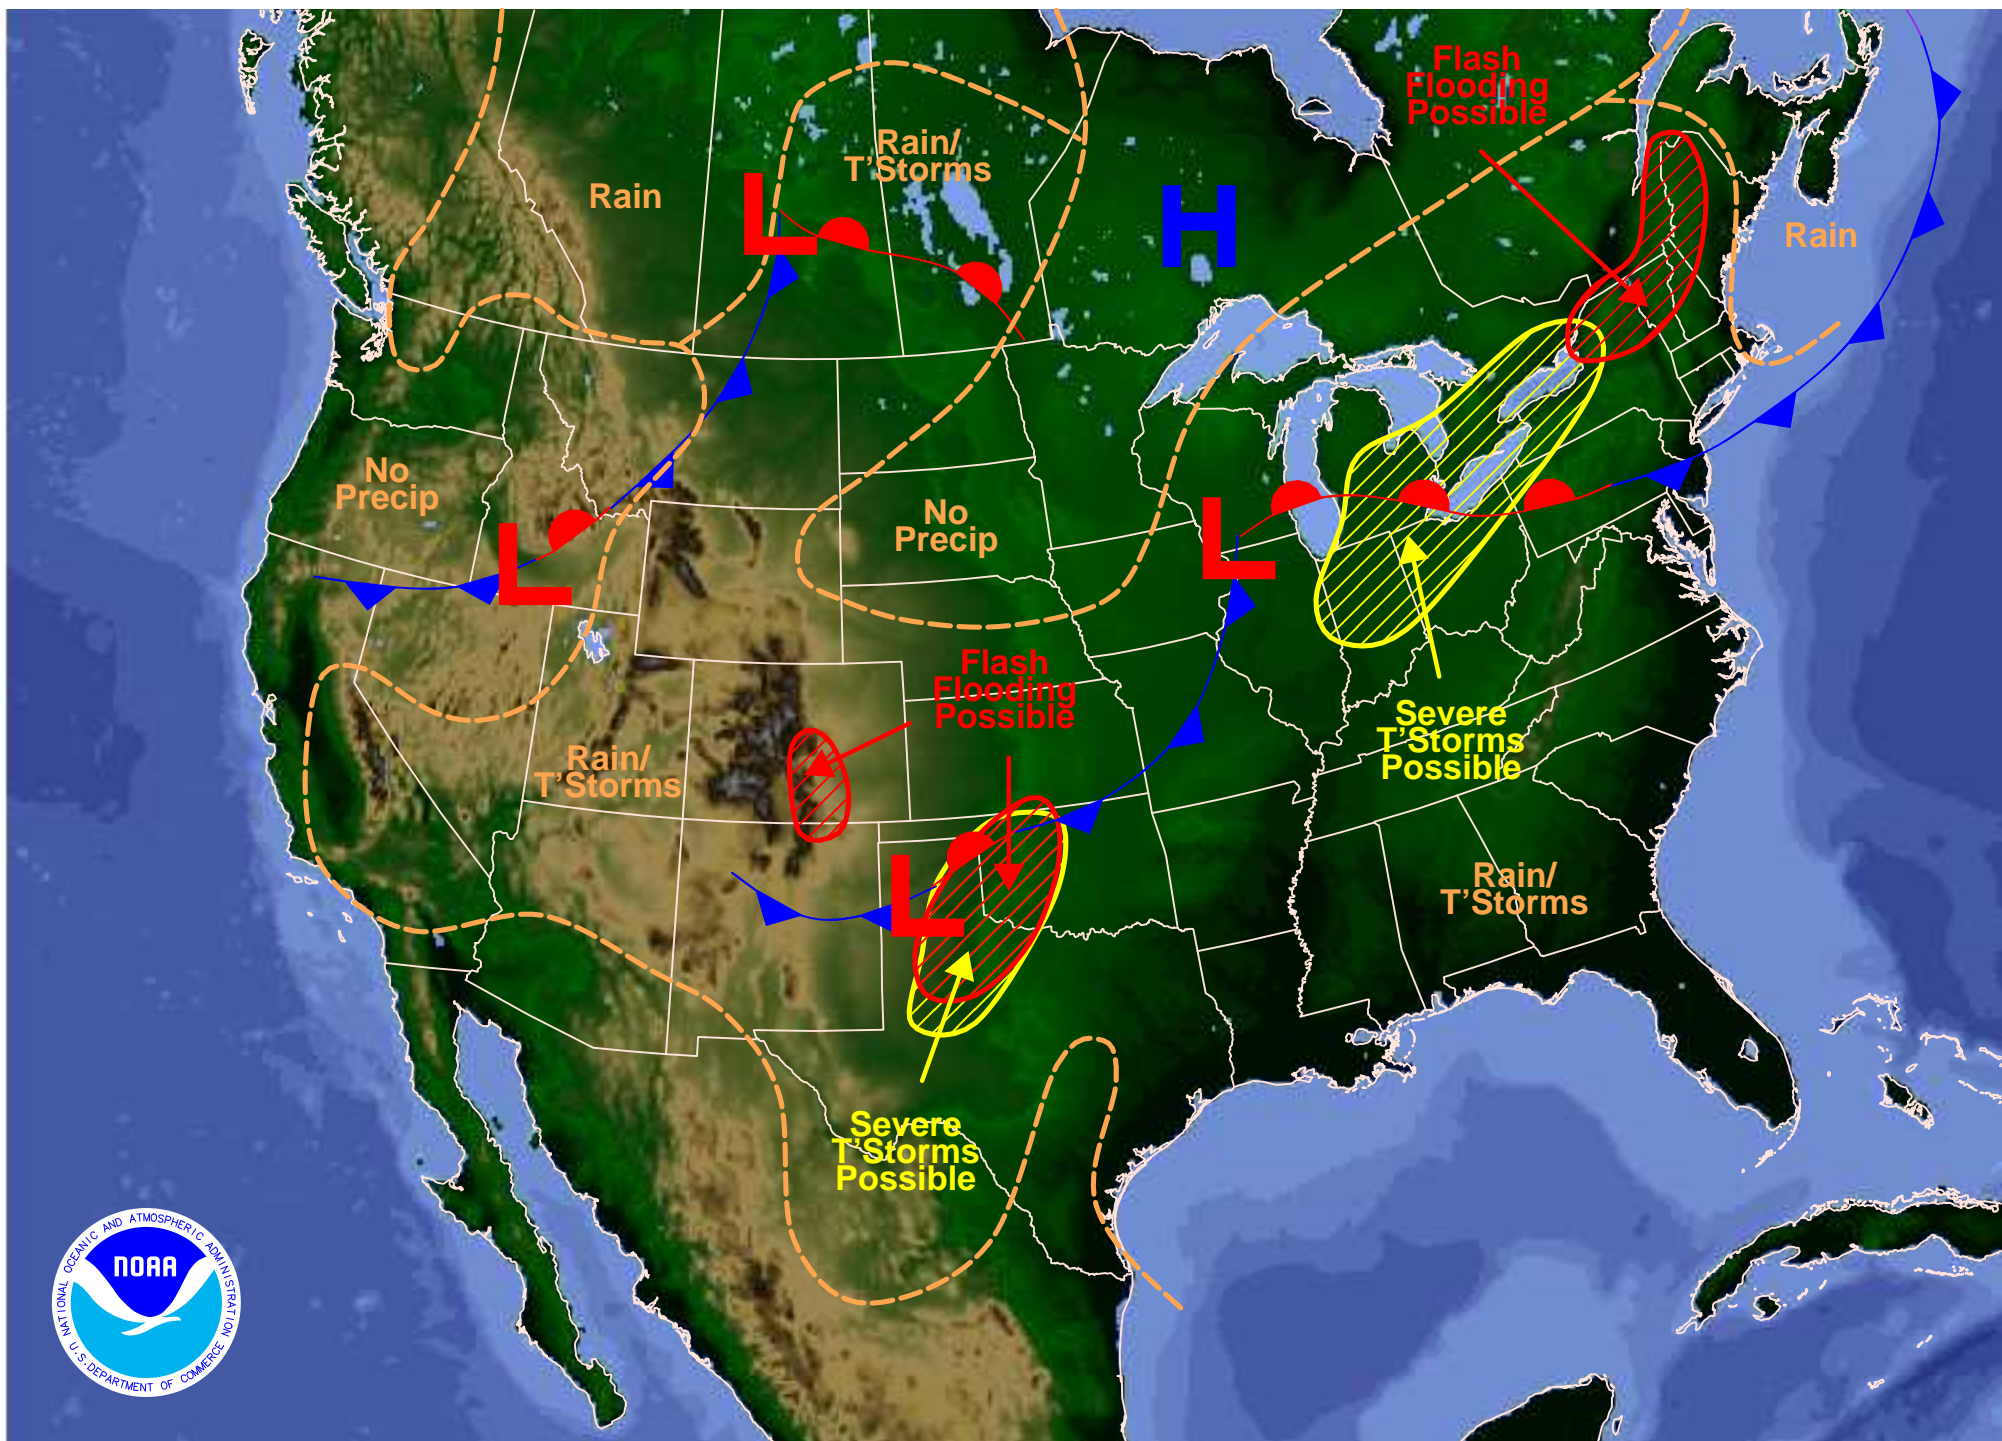 Flash
Flooding
Possible
Rain/
T'Storms
Rain
L
H
Rain
No
Precip
L
No
Precip
L
Flash
Flooding
Possible
Severe
T'Storms
Possible
Rain/
T'Storms
L
Rain/
T'Storms
Severe
T'Storms
Possible
NATIONAL OCEANIC AND ATMOSPHERIC ADMINISTRATION
NOAA
U.S. DEPARTMENT OF COMMERCE